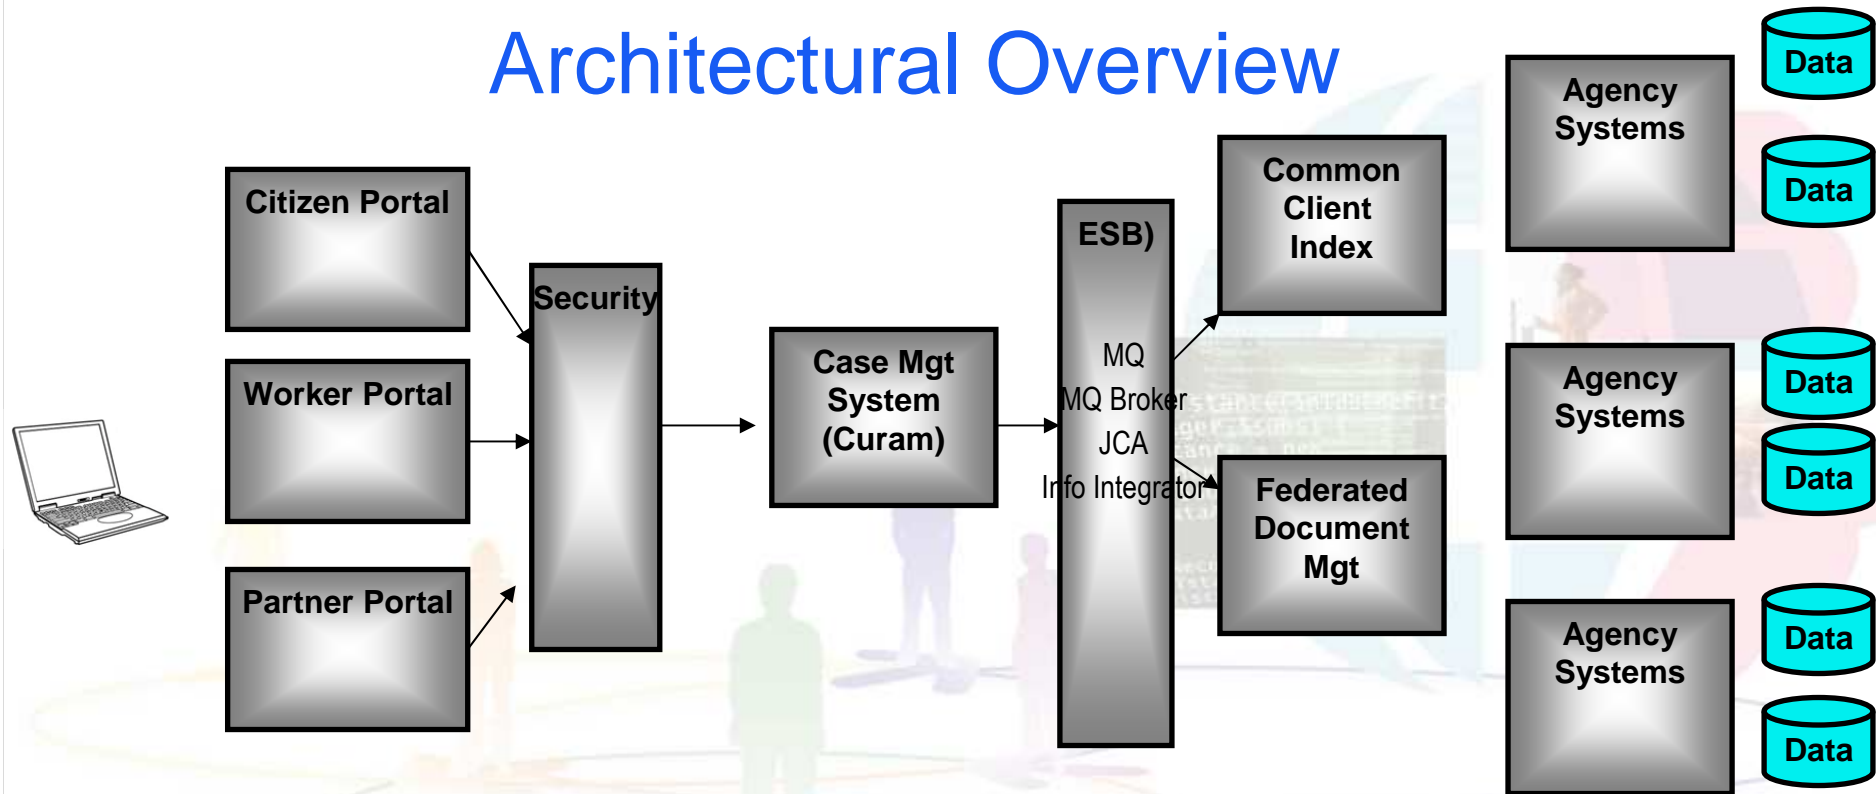 Architectural Overview
Citizen Portal
Worker Portal
Partner Portal
Security
Case Mgt
System
(Curam)
ESB)
MQ
MQ Broker
JCA
Info Integrator
Common
Client
Index
Federated
Document
Mgt
Agency
Systems
Data
Data
Agency
Systems
Data
Data
Agency
Systems
Data
Data